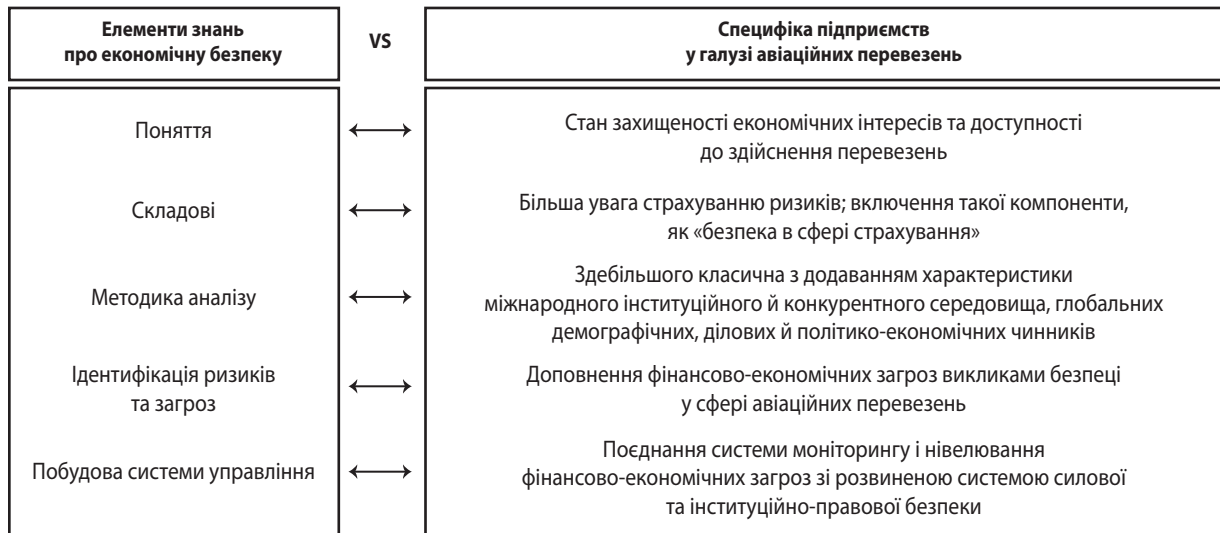 Елементи знань
про економічну безпеку
VS
Специфіка підприємств
у галузі авіаційних перевезень
Поняття
Стан захищеності економічних інтересів та доступності
до здійснення перевезень
Складові
Більша увага страхуванню ризиків; включення такої компоненти,
як «безпека в сфері страхування»
Методика аналізу
Здебільшого класична з додаванням характеристики
міжнародного інституційного й конкурентного середовища, глобальних
демографічних, ділових й політико-економічних чинників
Ідентифікація ризиків
та загроз
Доповнення фінансово-економічних загроз викликами безпеці
у сфері авіаційних перевезень
Побудова системи управління
Поєднання системи моніторингу і нівелювання
фінансово-економічних загроз зі розвиненою системою силової
та інституційно-правової безпеки